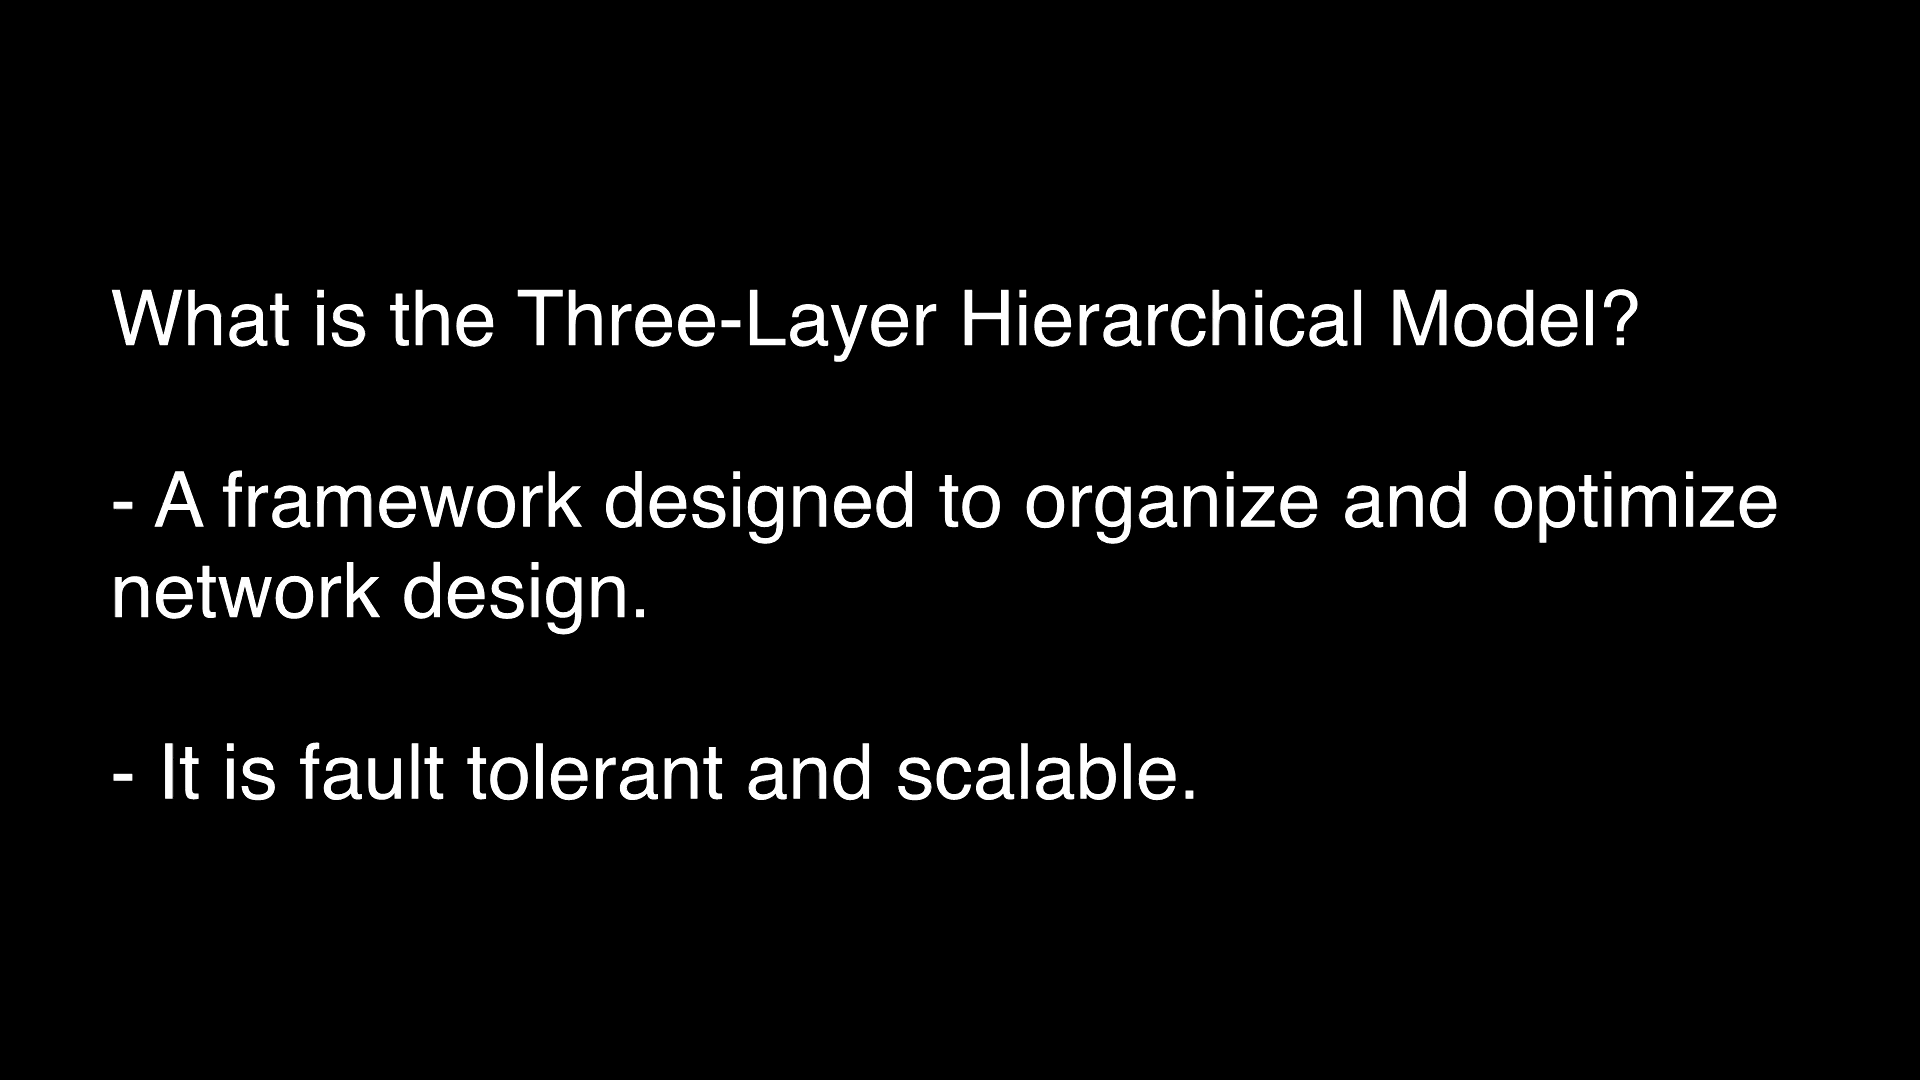 What is the Three-Layer Hierarchical Model?
- A framework designed to organize and optimize
network design.
- It is fault tolerant and scalable.